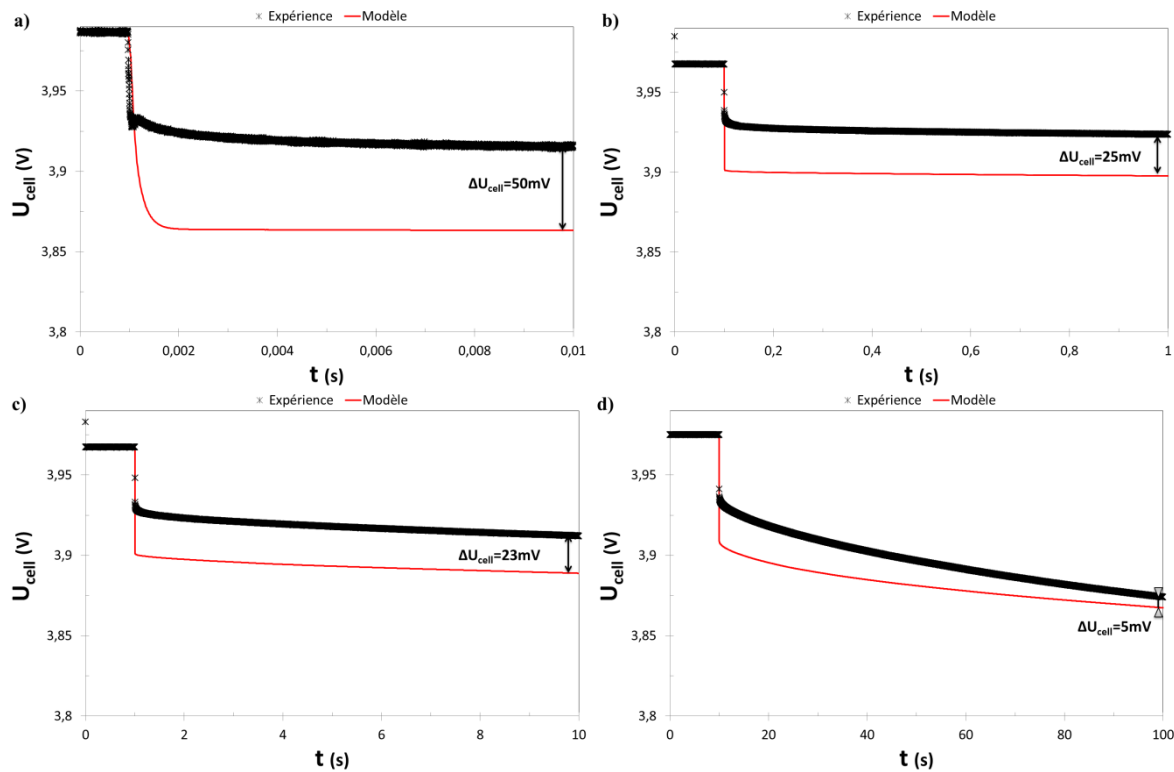 a)
Expérience Modèle
3,95
3,9
3,85
3,8
U_cell (V)
ΔU_cell=50mV
0 0,002 0,004 0,006 0,008 0,01
t (s)
b)
Expérience Modèle
3,95
3,9
3,85
3,8
U_cell (V)
ΔU_cell=25mV
0 0,2 0,4 0,6 0,8 1
t (s)
c)
Expérience Modèle
3,95
3,9
3,85
3,8
U_cell (V)
ΔU_cell=23mV
0 2 4 6 8 10
t (s)
d)
Expérience Modèle
3,95
3,9
3,85
3,8
U_cell (V)
ΔU_cell=5mV
0 20 40 60 80 100
t (s)